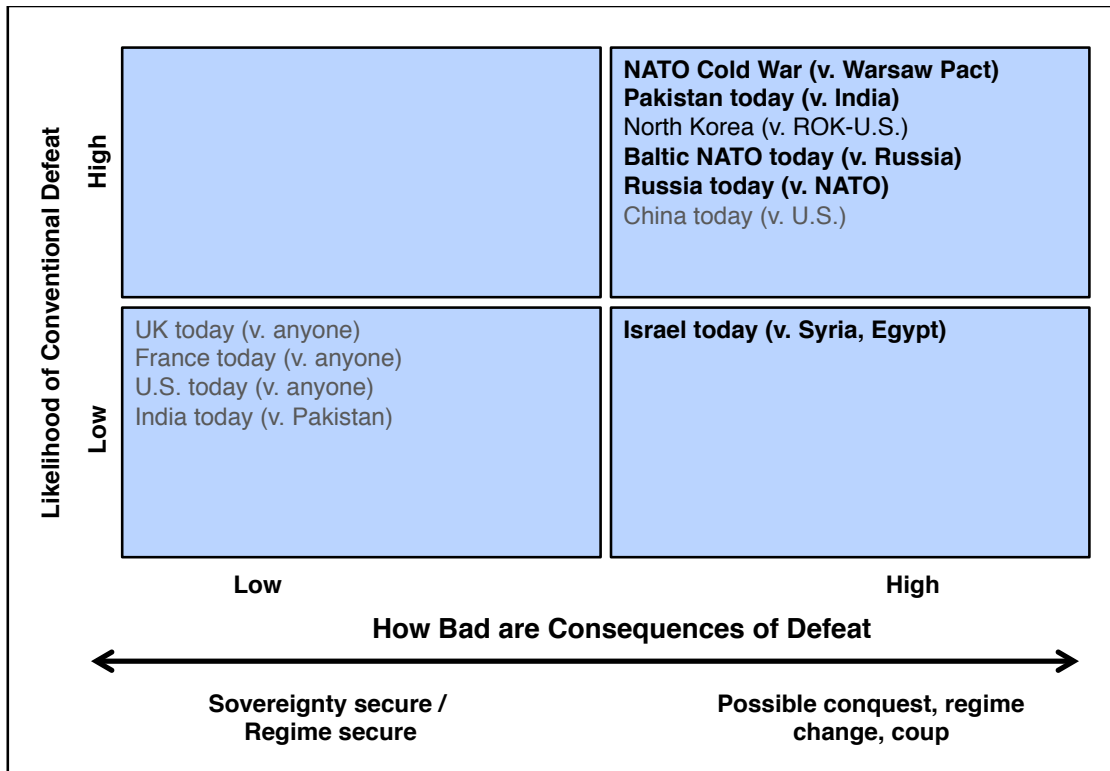 Likelihood of Conventional Defeat
High
NATO Cold War (v. Warsaw Pact)
Pakistan today (v. India)
North Korea (v. ROK-U.S.)
Baltic NATO today (v. Russia)
Russia today (v. NATO)
China today (v. U.S.)
Low
UK today (v. anyone)
France today (v. anyone)
U.S. today (v. anyone)
India today (v. Pakistan)
Israel today (v. Syria, Egypt)
Low
High
How Bad are Consequences of Defeat
Sovereignty secure /
Regime secure
Possible conquest, regime
change, coup